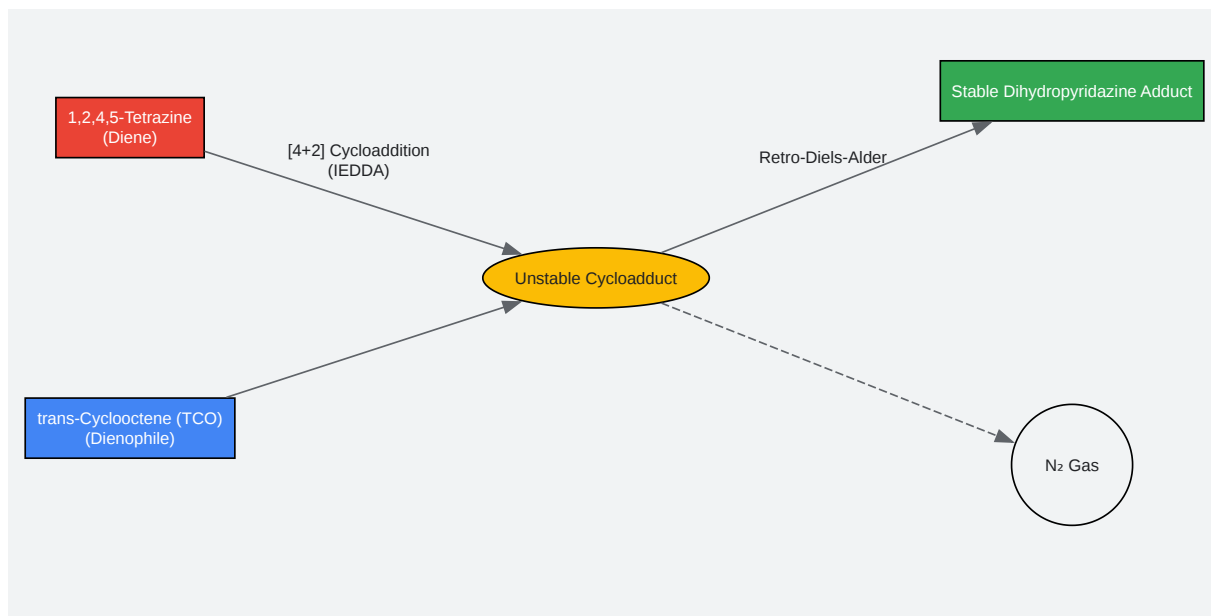 1,2,4,5-Tetrazine
(Diene)
[4+2] Cycloaddition
(IEDDA)
trans-Cyclooctene (TCO)
(Dienophile)
Unstable Cycloadduct
Retro-Diels-Alder
Stable Dihydropyridazine Adduct
N₂ Gas